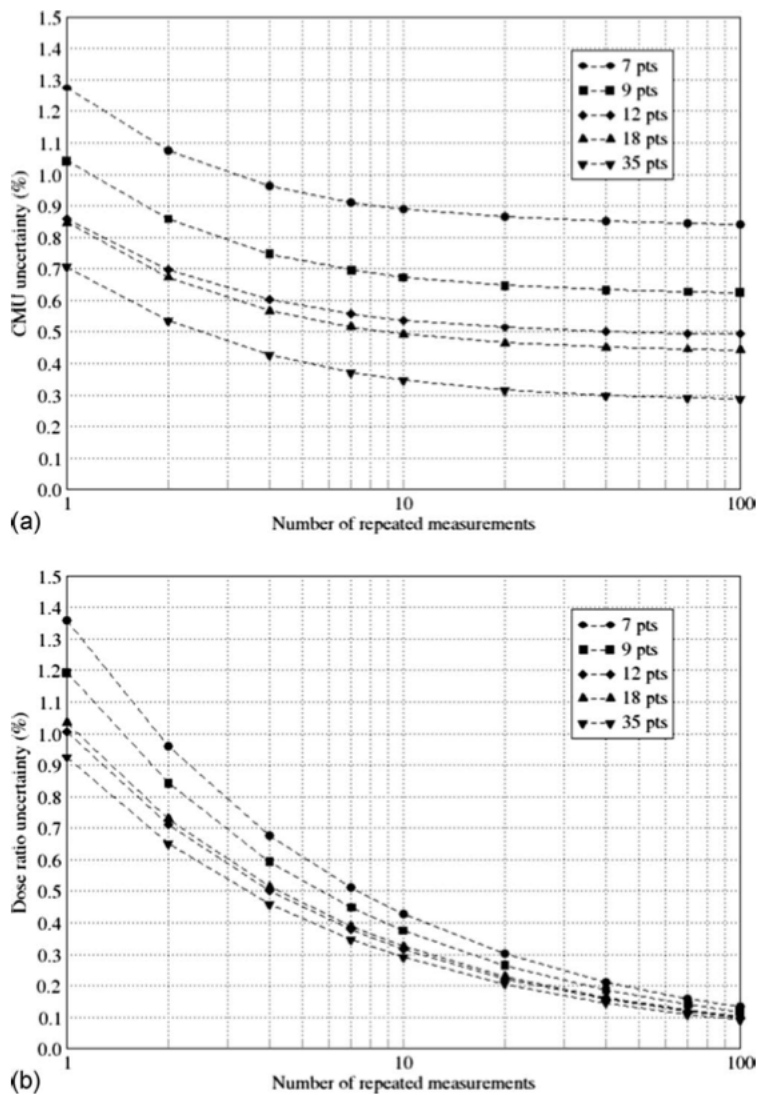 1.5
1.4
1.3
1.2
1.1
1.0
0.9
0.8
0.7
0.6
0.5
0.4
0.3
0.2
0.1
0.0
CMU uncertainty (%)
7 pts
9 pts
12 pts
18 pts
35 pts
1 10 100
Number of repeated measurements
(a)
1.5
1.4
1.3
1.2
1.1
1.0
0.9
0.8
0.7
0.6
0.5
0.4
0.3
0.2
0.1
0.0
Dose ratio uncertainty (%)
7 pts
9 pts
12 pts
18 pts
35 pts
1 10 100
Number of repeated measurements
(b)